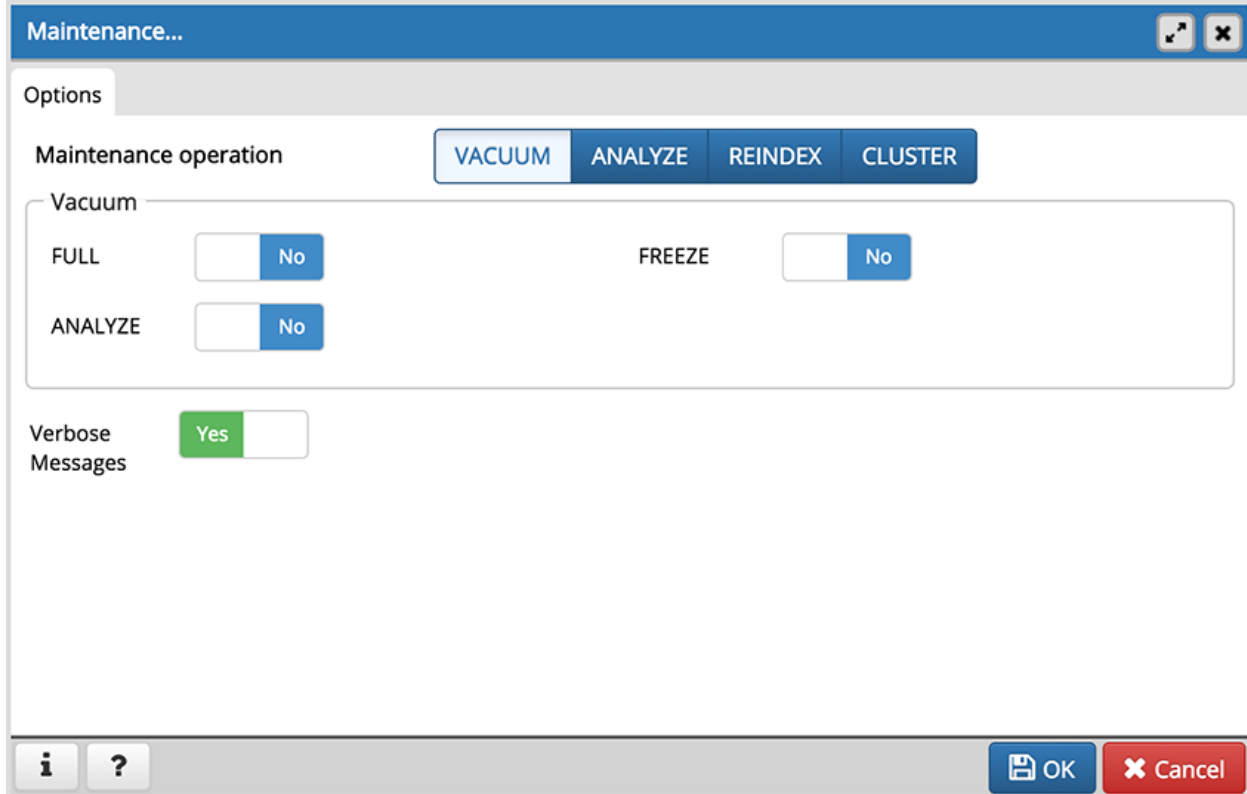 Maintenance...
Options
Maintenance operation VACUUM ANALYZE REINDEX CLUSTER
Vacuum
FULL No FREEZE No
ANALYZE No
Verbose Yes
Messages
i ? OK Cancel